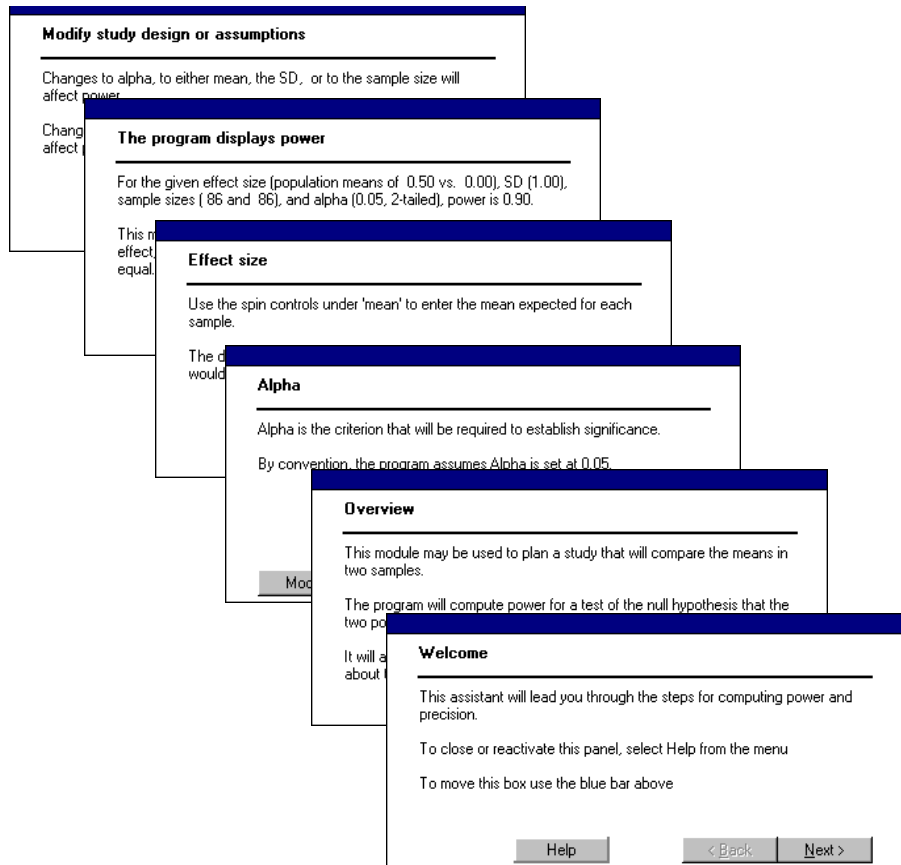 Modify study design or assumptions
Changes to alpha, to either mean, the SD, or to the sample size will
affect power.
Chang
affect
The program displays power
For the given effect size (population means of 0.50 vs. 0.00), SD (1.00),
sample sizes ( 86 and 86), and alpha (0.05, 2-tailed), power is 0.90.
This m
effect,
equal.
Effect size
Use the spin controls under 'mean' to enter the mean expected for each
sample.
The d
would
Alpha
Alpha is the criterion that will be required to establish significance.
By convention, the program assumes Alpha is set at 0.05.
Mod
Overview
This module may be used to plan a study that will compare the means in
two samples.
The program will compute power for a test of the null hypothesis that the
two po
It will a
about t
Welcome
This assistant will lead you through the steps for computing power and
precision.
To close or reactivate this panel, select Help from the menu
To move this box use the blue bar above
Help
< Back
Next >